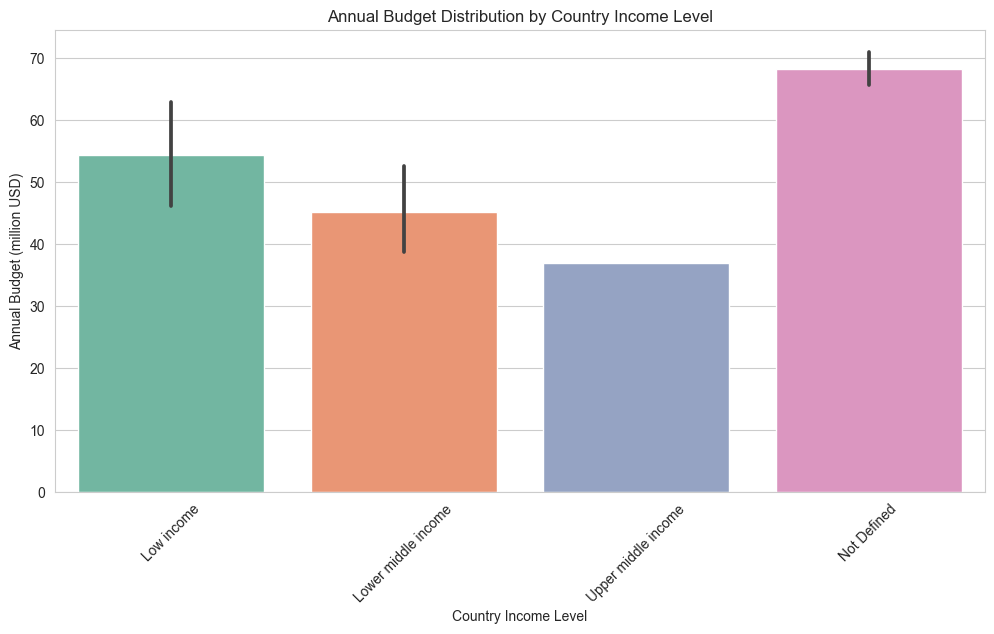 Annual Budget Distribution by Country Income Level
Annual Budget (million USD)
70
60
50
40
30
20
10
0
Low income
Lower middle income
Upper middle income
Not Defined
Country Income Level